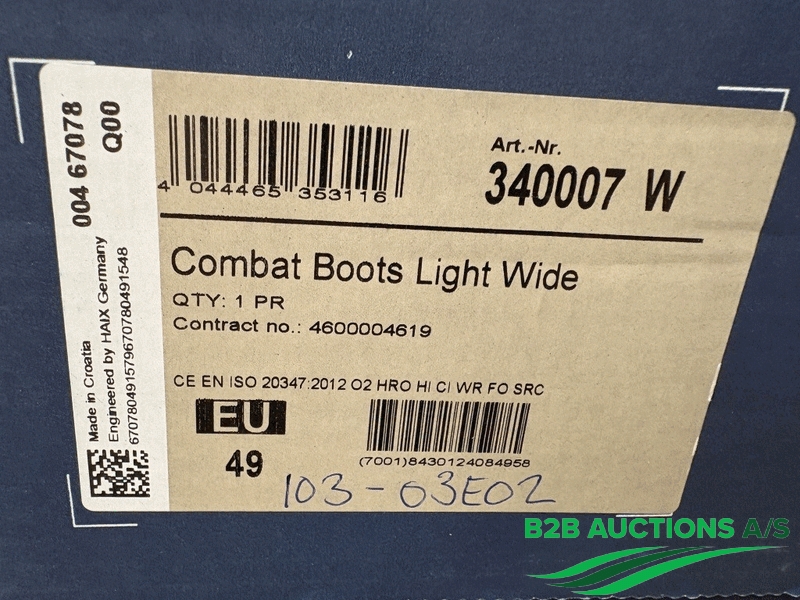 004 67078
Q00
Made in Croatia
Engineered by HAIX Germany
6707804915796707804915​48
4 044465 353116
Art.-Nr.
340007 W
Combat Boots Light Wide
QTY: 1 PR
Contract no.: 4600004619
CE EN ISO 20347:2012 O2 HRO HI CI WR FO SRC
EU
49
(7001)8430124084958
103-03E02
B2B AUCTIONS A/S